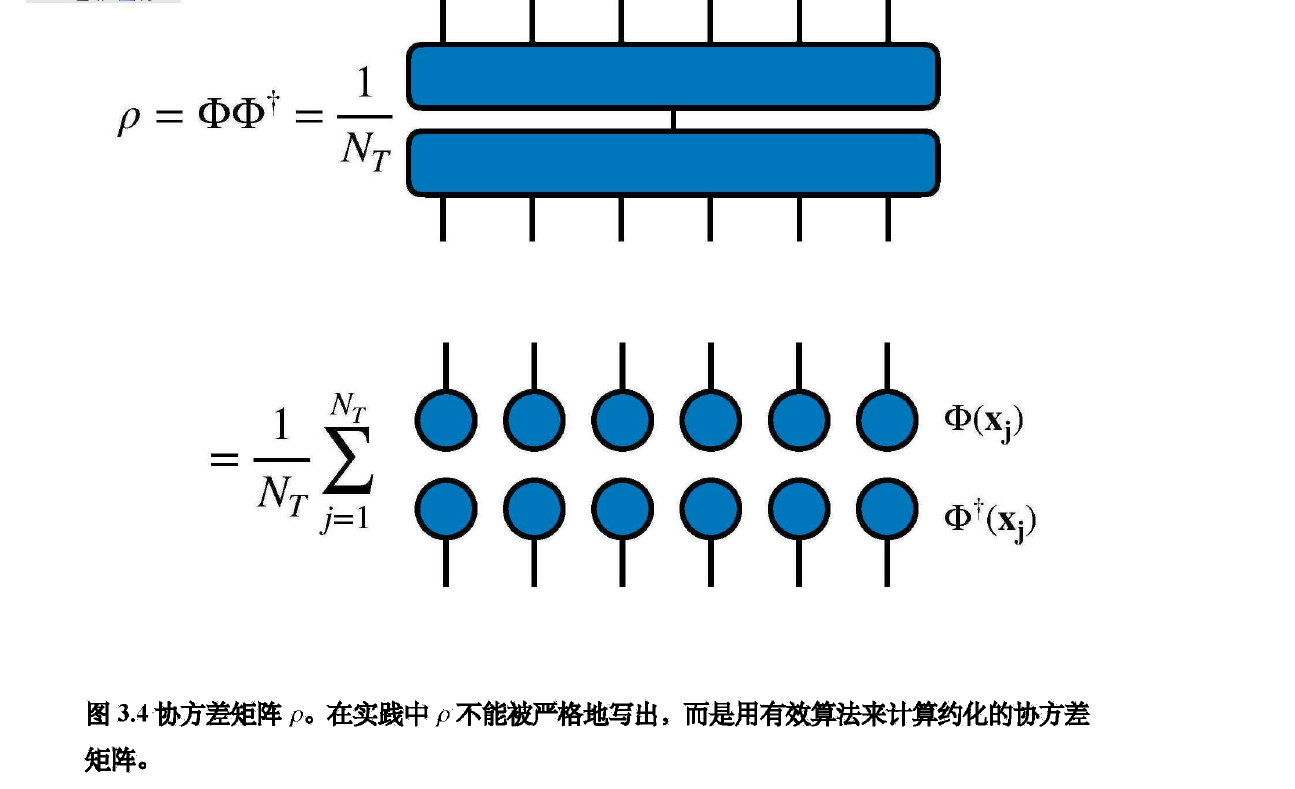 ρ = ΦΦ† = 1/N_T
= 1/N_T ∑_{j=1}^{N_T}
Φ(x_j)
Φ†(x_j)
图 3.4 协方差矩阵 ρ。在实践中 ρ 不能被严格地写出，而是用有效算法来计算约化的协方差
矩阵。